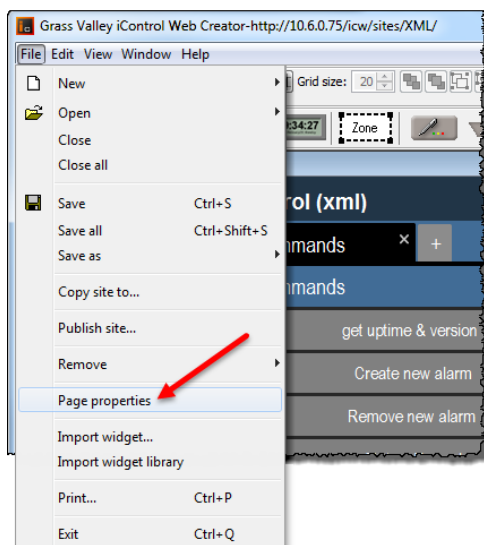 Grass Valley iControl Web Creator-http://10.6.0.75/icw/sites/XML/
File Edit View Window Help
New
Grid size: 20
Open
:34:27
Zone
Close
Close all
Save Ctrl+S
rol (xml)
Save all Ctrl+Shift+S
mmands × +
Save as
Copy site to...
mmands
Publish site...
get uptime & version
Remove
Create new alarm
Page properties
Remove new alarm
Import widget...
Import widget library
Print... Ctrl+P
Exit Ctrl+Q